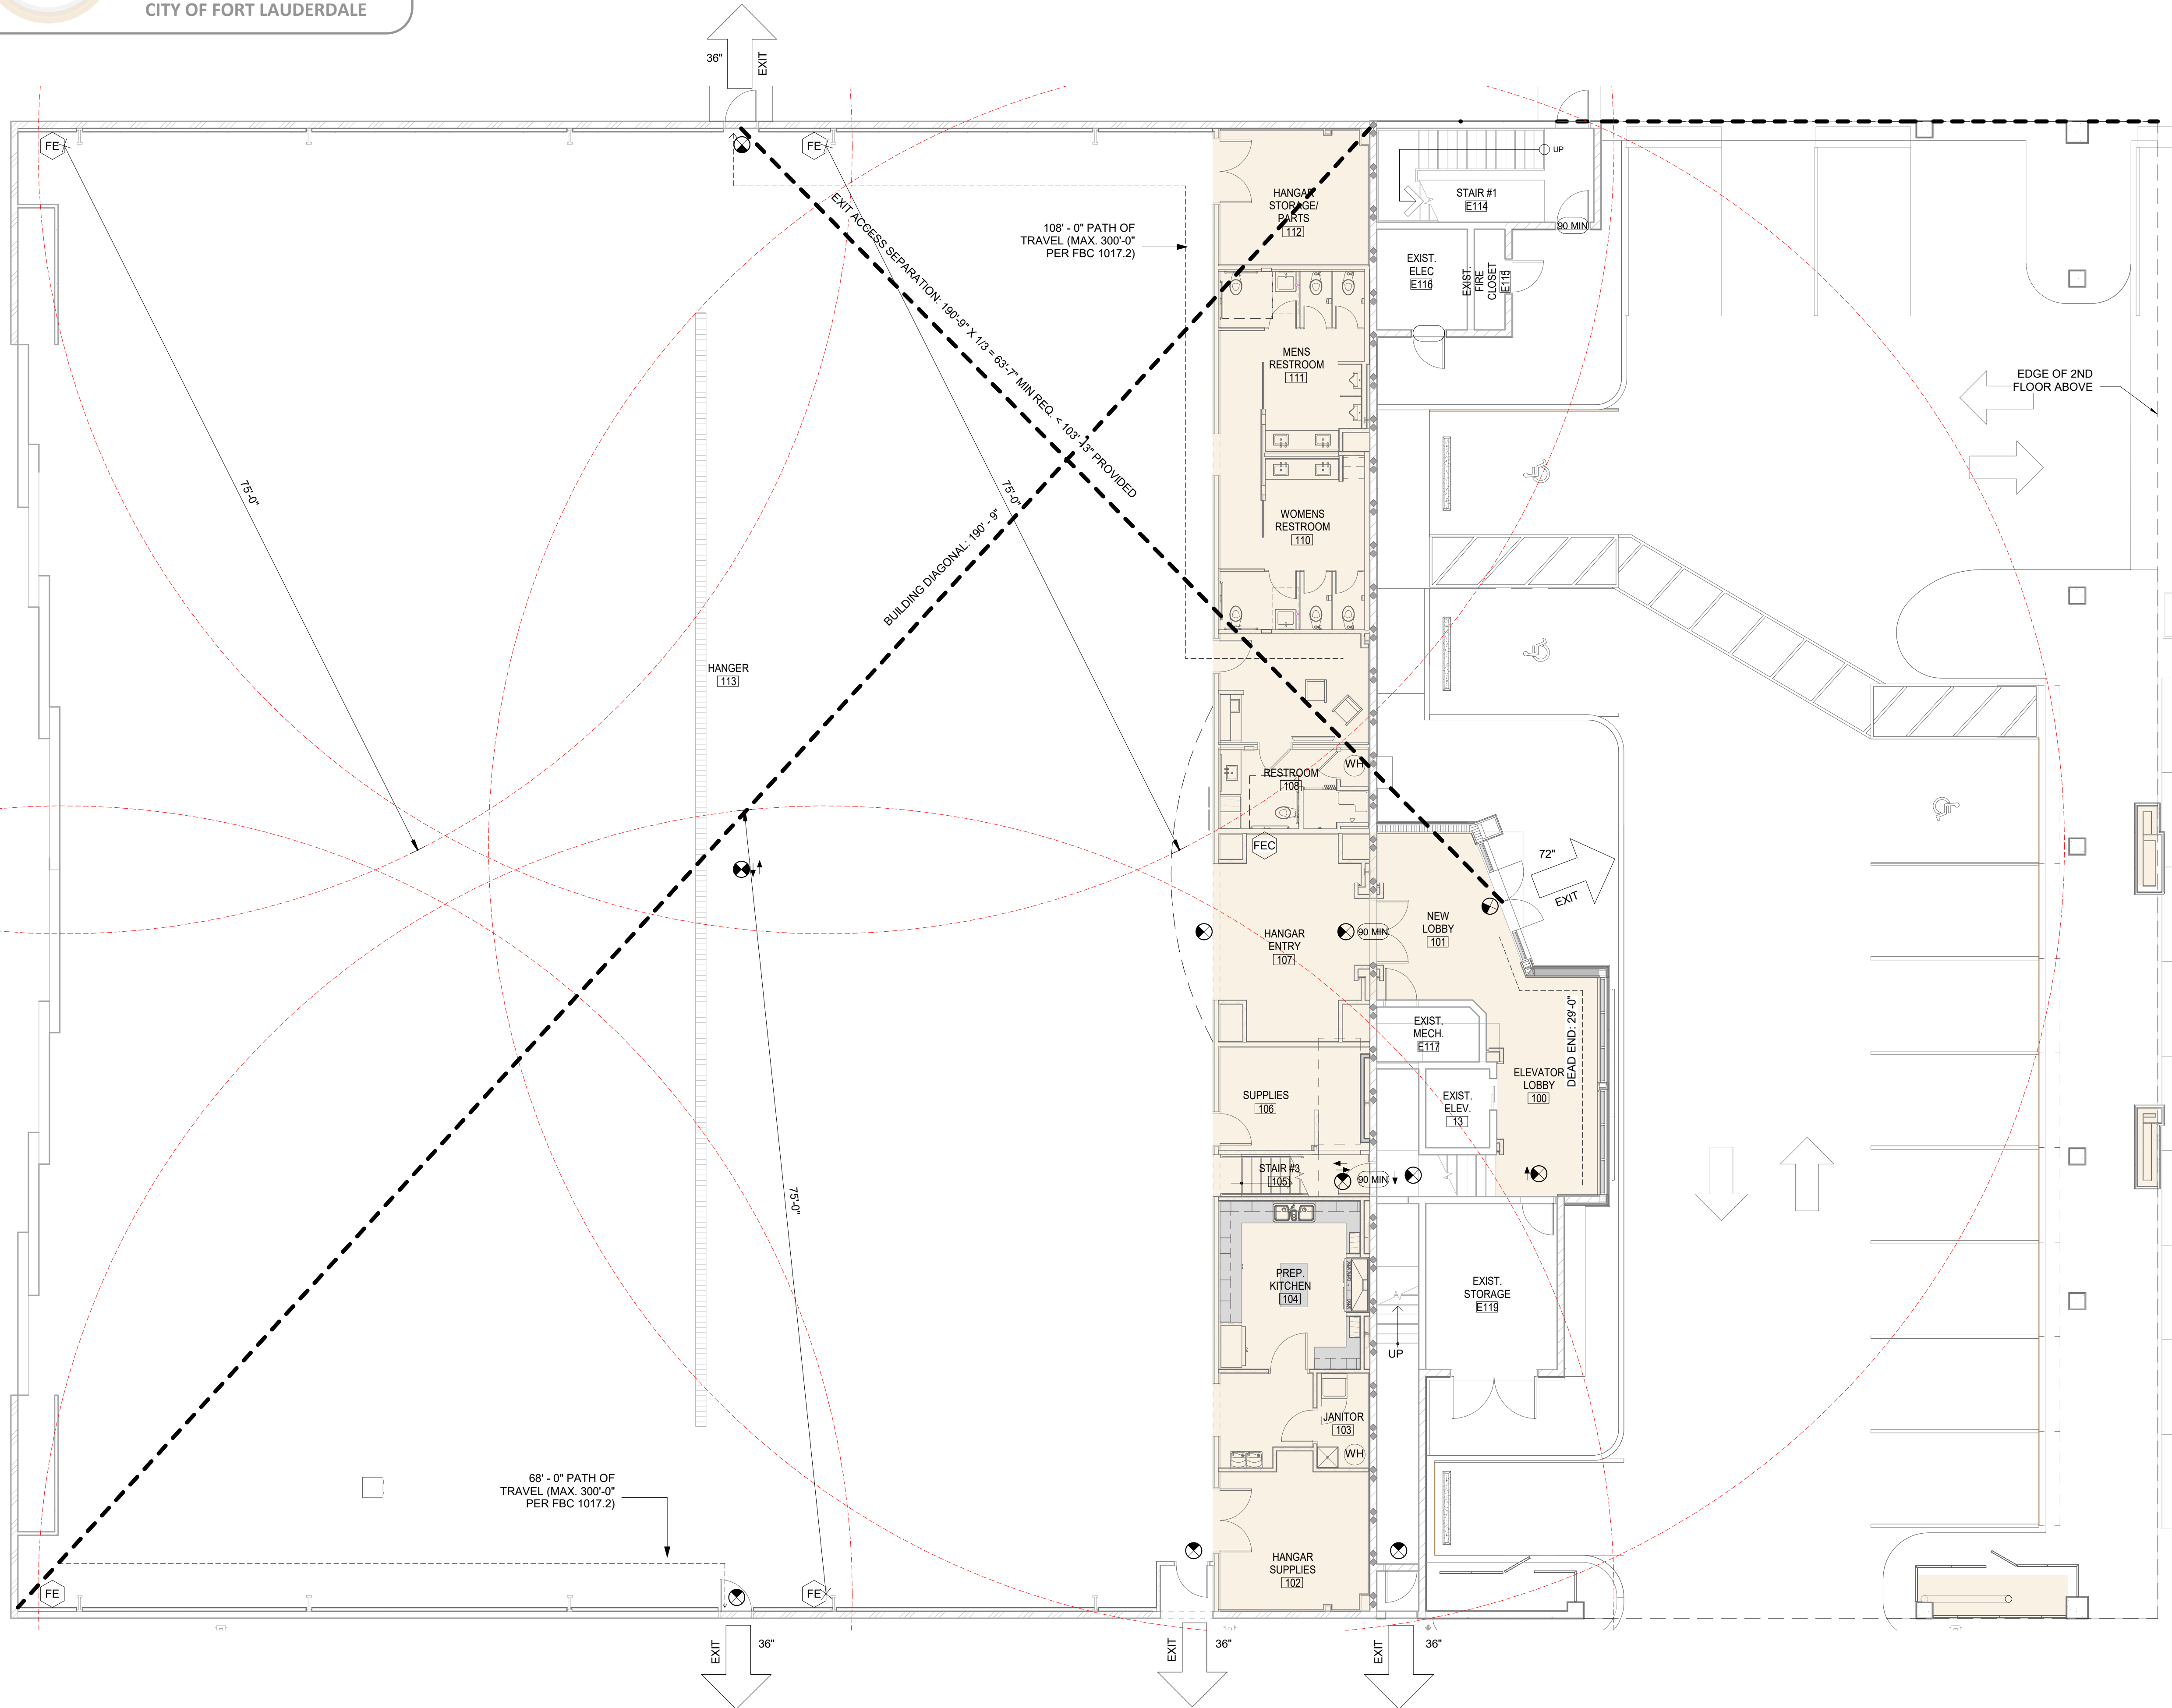 CITY OF FORT LAUDERDALE
36"
EXIT
FE
FE
HANGAR
STORAGE/
PARTS
112
STAIR #1
E114
UP
90 MIN
108' - 0" PATH OF
TRAVEL (MAX. 300'-0"
PER FBC 1017.2)
EXIST.
ELEC
E116
EXIST.
FIRE
CLOSET
E115
EXIT ACCESS SEPARATION: 190'-9" X 1/3 = 63'-7" MIN REQ. < 103' -3" PROVIDED
MENS
RESTROOM
111
EDGE OF 2ND
FLOOR ABOVE
75'-0"
75'-0"
WOMENS
RESTROOM
110
BUILDING DIAGONAL: 190' - 9"
HANGER
113
RESTROOM
108
WH
FEC
72"
EXIT
NEW
LOBBY
101
90 MIN
HANGAR
ENTRY
107
EXIST.
MECH.
E117
DEAD END: 29'-0"
ELEVATOR
LOBBY
100
SUPPLIES
106
EXIST.
ELEV.
13
STAIR #3
105
90 MIN
75'-0"
PREP.
KITCHEN
104
EXIST.
STORAGE
E119
UP
JANITOR
103
WH
68' - 0" PATH OF
TRAVEL (MAX. 300'-0"
PER FBC 1017.2)
HANGAR
SUPPLIES
102
FE
FE
EXIT
36"
EXIT
36"
EXIT
36"